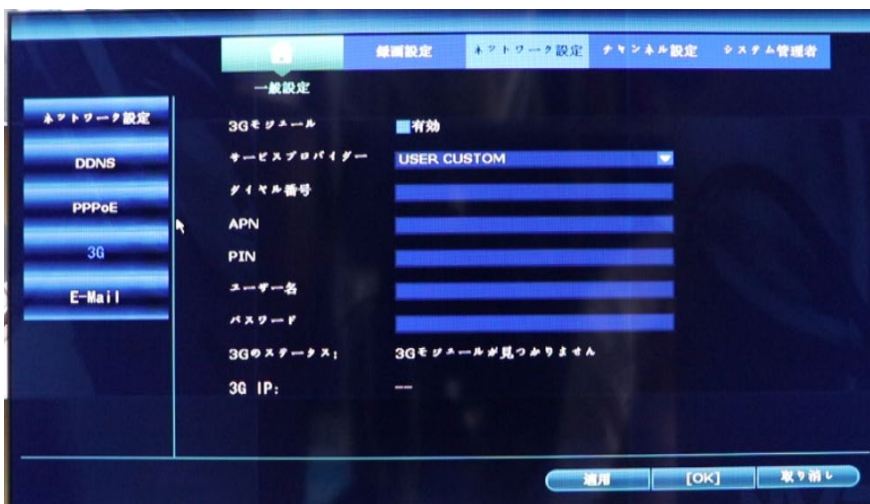 録画設定 ネットワーク設定 チャンネル設定 システム管理者
一般設定
ネットワーク設定
DDNS
PPPoE
3G
E-Mail
3Gモジュール 有効
サービスプロバイダー USER CUSTOM
ダイヤル番号
APN
PIN
ユーザー名
パスワード
3Gのステータス: 3Gモジュールが見つかりません
3G IP: --
適用 [OK] 取り消し